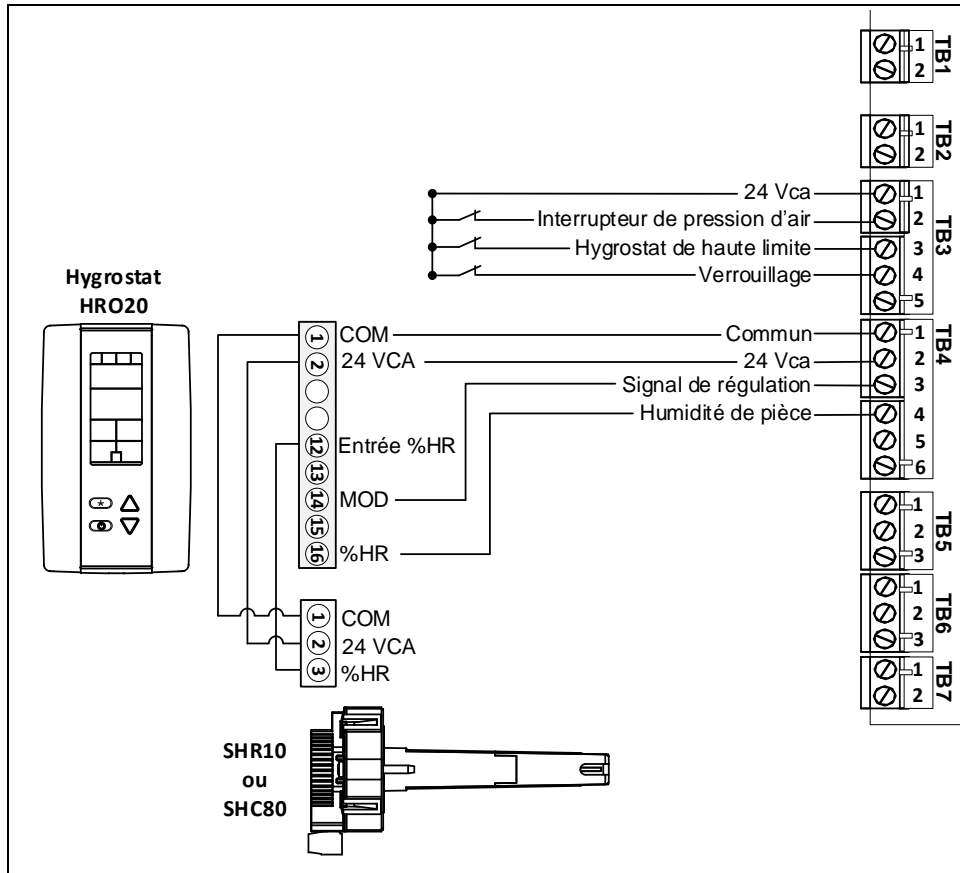 1
2
TB1
1
2
TB2
24 Vca
1
Interrupteur de pression d'air
2
Hygrostat de haute limite
3
Verrouillage
4
5
TB3
Hygrostat
HRO20
1 COM
Commun
1
2 24 VCA
24 Vca
2
Signal de régulation
3
Humidité de pièce
4
12 Entrée %HR
5
13
6
TB4
14 MOD
15
16 %HR
1
2
3
TB5
1 COM
2 24 VCA
3 %HR
1
2
3
TB6
1
2
TB7
SHR10
ou
SHC80